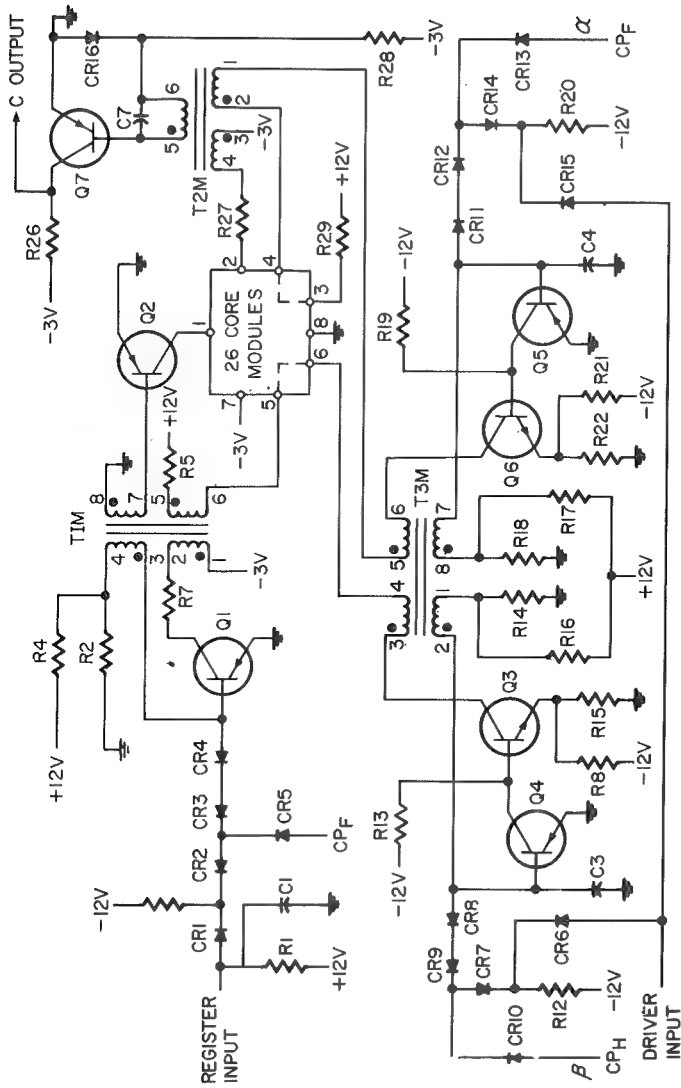 C OUTPUT
CR16
-3V
R28
C7
6
5
1
2
3
4
-3V
T2M
Q7
R26
-3V
R27
R29
+12V
2
4
3
8
6
5
7
1
26 CORE
MODULES
-3V
Q2
+12V
R5
T1M
8
7
5
6
4
3
2
1
-3V
R7
Q1
R4
+12V
R2
CR4
CR3
CR2
CR1
CR5
CPF
-12V
C1
R1
+12V
REGISTER
INPUT
α
CPF
CR13
CR14
R20
-12V
CR12
CR15
CR11
C4
-12V
R19
Q5
Q6
R21
-12V
R22
T3M
6
5
7
8
4
3
1
2
R17
R18
R14
R16
+12V
Q3
R15
R8
-12V
Q4
R13
-12V
C3
CR8
CR9
CR7
CR6
R12
-12V
CR10
β
CPH
DRIVER
INPUT